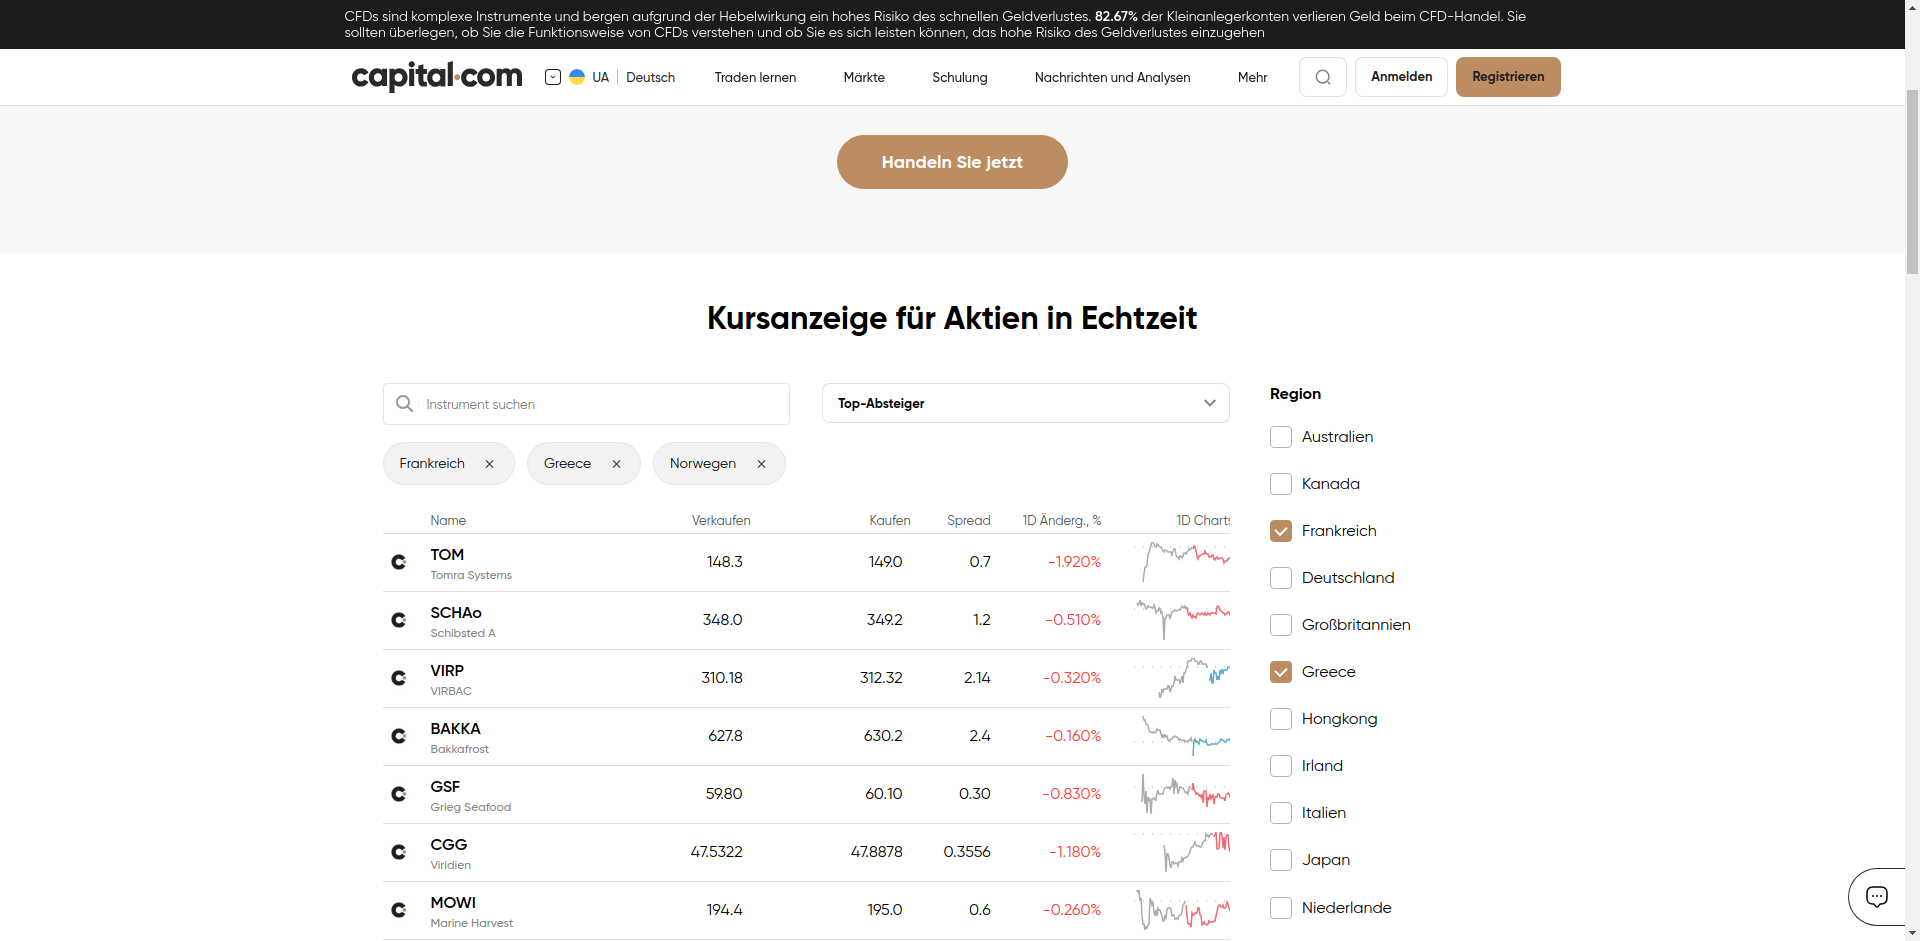 CFDs sind komplexe Instrumente und bergen aufgrund der Hebelwirkung ein hohes Risiko des schnellen Geldverlustes. 82.67% der Kleinanlegerkonten verlieren Geld beim CFD-Handel. Sie
sollten überlegen, ob Sie die Funktionsweise von CFDs verstehen und ob Sie es sich leisten können, das hohe Risiko des Geldverlustes einzugehen
capital.com UA Deutsch Traden lernen Märkte Schulung Nachrichten und Analysen Mehr Anmelden Registrieren
Handeln Sie jetzt
Kursanzeige für Aktien in Echtzeit
Instrument suchen
Top-Absteiger
Frankreich Greece Norwegen
Name Verkaufen Kaufen Spread 1D Änderg., % 1D Charts
TOM 148.3 149.0 0.7 -1.920%
Tomra Systems
SCHAo 348.0 349.2 1.2 -0.510%
Schibsted A
VIRP 310.18 312.32 2.14 -0.320%
VIRBAC
BAKKA 627.8 630.2 2.4 -0.160%
Bakkafrost
GSF 59.80 60.10 0.30 -0.830%
Grieg Seafood
CGG 47.5322 47.8878 0.3556 -1.180%
Viridien
MOWI 194.4 195.0 0.6 -0.260%
Marine Harvest
Region
Australien
Kanada
Frankreich
Deutschland
Großbritannien
Greece
Hongkong
Irland
Italien
Japan
Niederlande